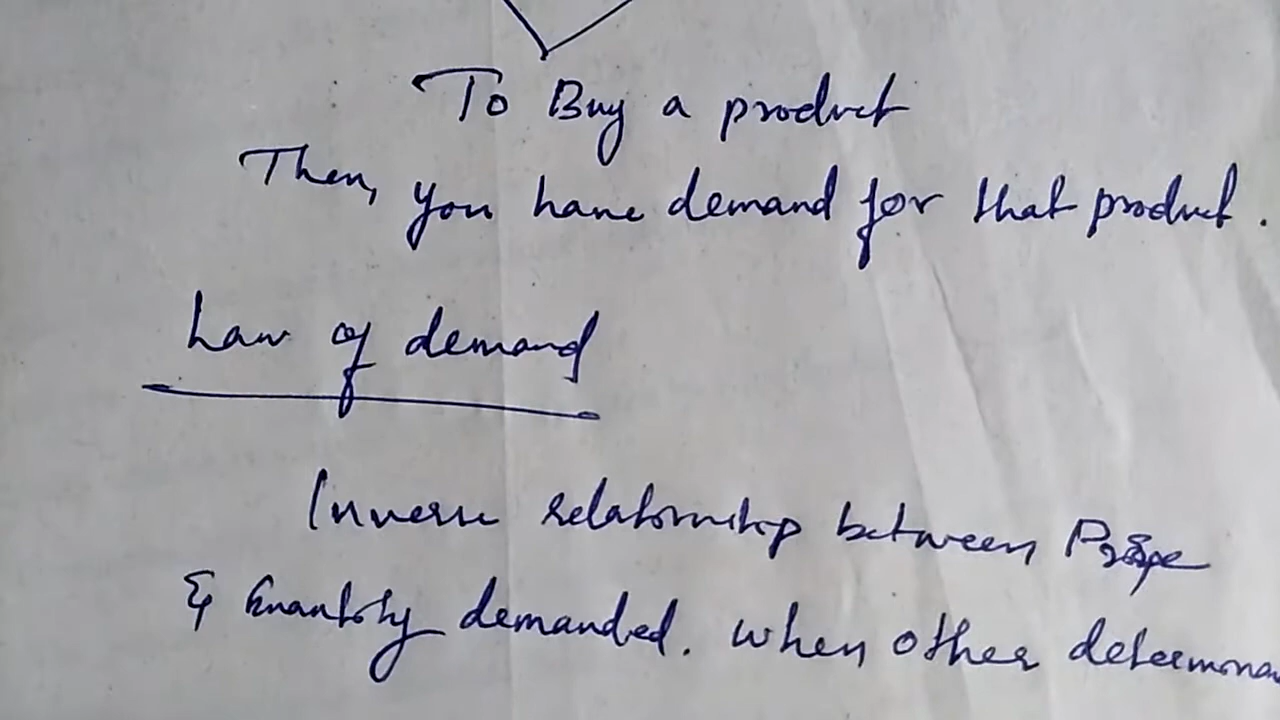 To Buy a product
Then, you have demand for that product.
Law of demand
Inverse relationship between Price
& Quantity demanded. When other